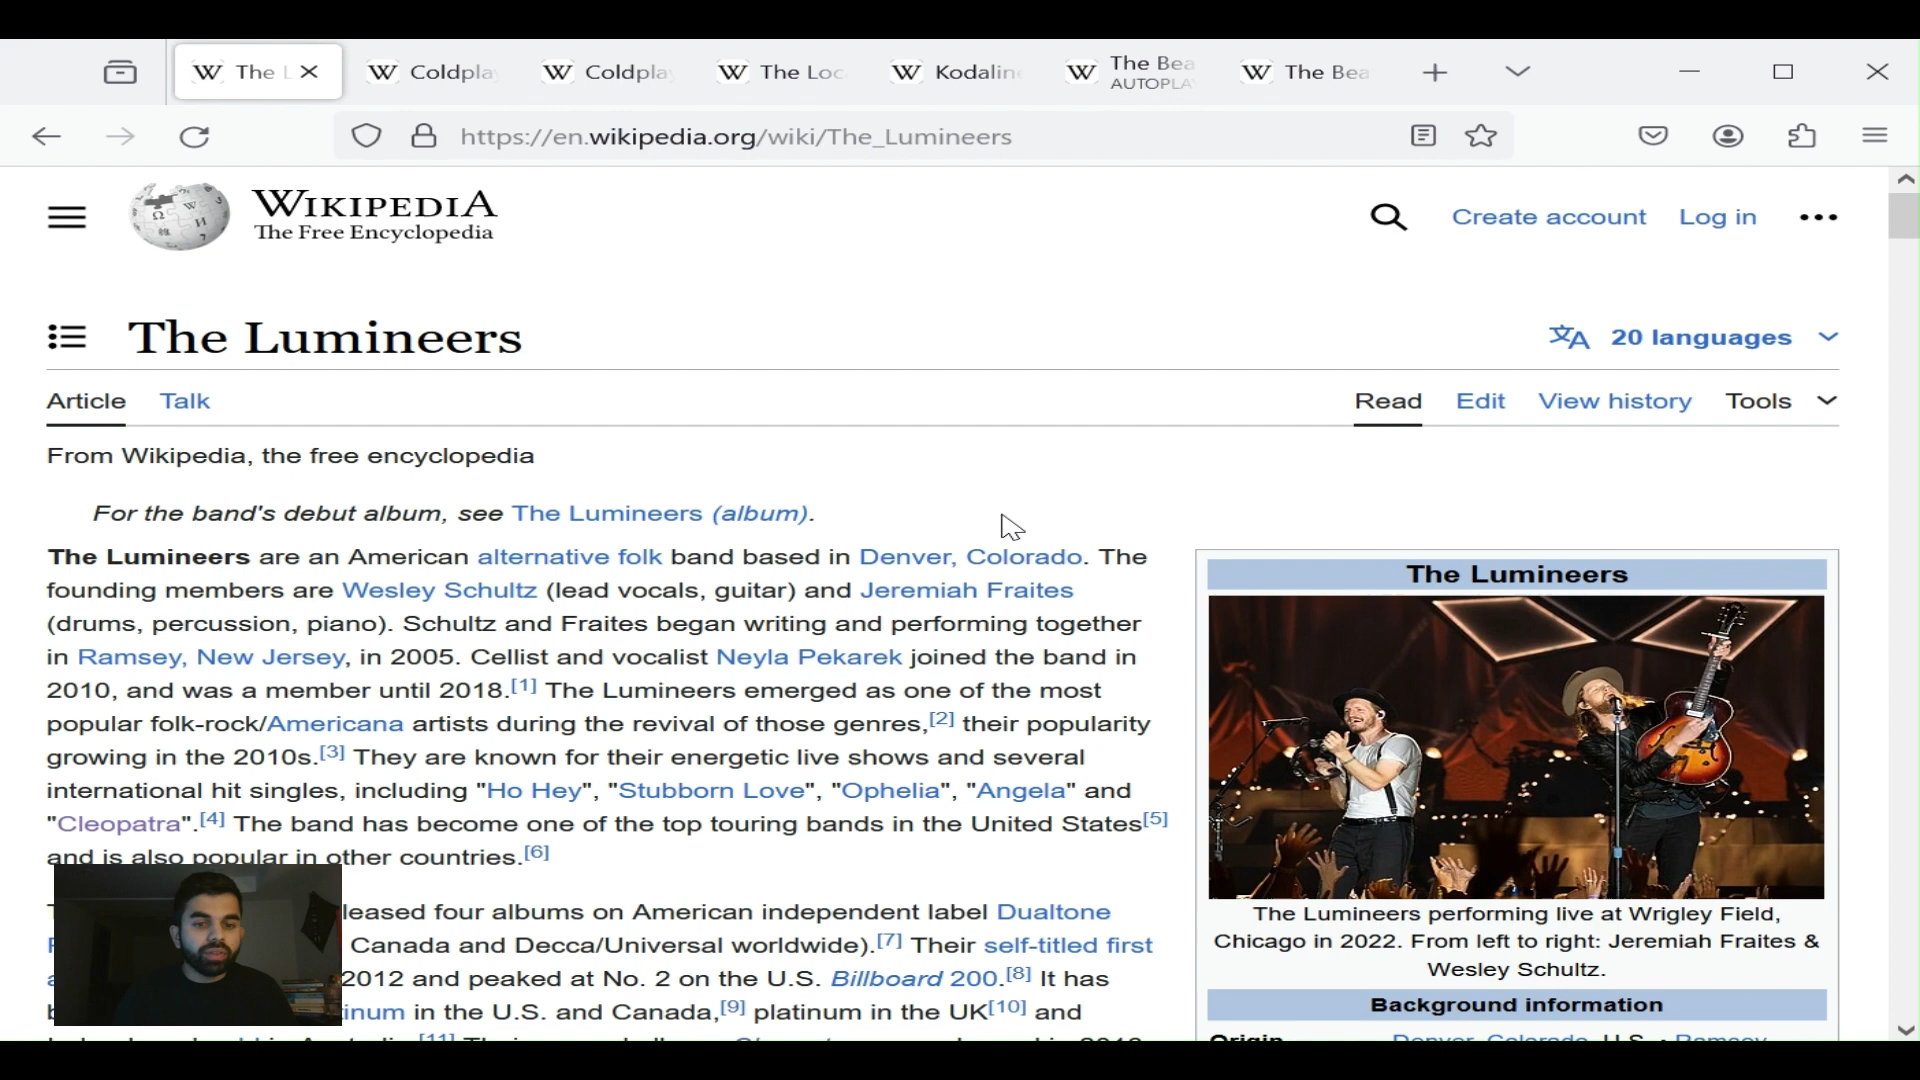 The L
Coldpla
Coldpla
The Loc
Kodalin
The Bea
AUTOPLA
The Bea
https://en.wikipedia.org/wiki/The_Lumineers
WIKIPEDIA
The Free Encyclopedia
Create account Log in
The Lumineers
20 languages
Article Talk
Read Edit View history Tools
From Wikipedia, the free encyclopedia
For the band's debut album, see The Lumineers (album).
The Lumineers are an American alternative folk band based in Denver, Colorado. The
founding members are Wesley Schultz (lead vocals, guitar) and Jeremiah Fraites
(drums, percussion, piano). Schultz and Fraites began writing and performing together
in Ramsey, New Jersey, in 2005. Cellist and vocalist Neyla Pekarek joined the band in
2010, and was a member until 2018.[1] The Lumineers emerged as one of the most
popular folk-rock/Americana artists during the revival of those genres,[2] their popularity
growing in the 2010s.[3] They are known for their energetic live shows and several
international hit singles, including "Ho Hey", "Stubborn Love", "Ophelia", "Angela" and
"Cleopatra".[4] The band has become one of the top touring bands in the United States[5]
and is also popular in other countries.[6]
leased four albums on American independent label Dualtone
Canada and Decca/Universal worldwide).[7] Their self-titled first
2012 and peaked at No. 2 on the U.S. Billboard 200.[8] It has
inum in the U.S. and Canada,[9] platinum in the UK[10] and
The Lumineers
The Lumineers performing live at Wrigley Field,
Chicago in 2022. From left to right: Jeremiah Fraites &
Wesley Schultz.
Background information
Origin Denver, Colorado, U.S. • Ramsey